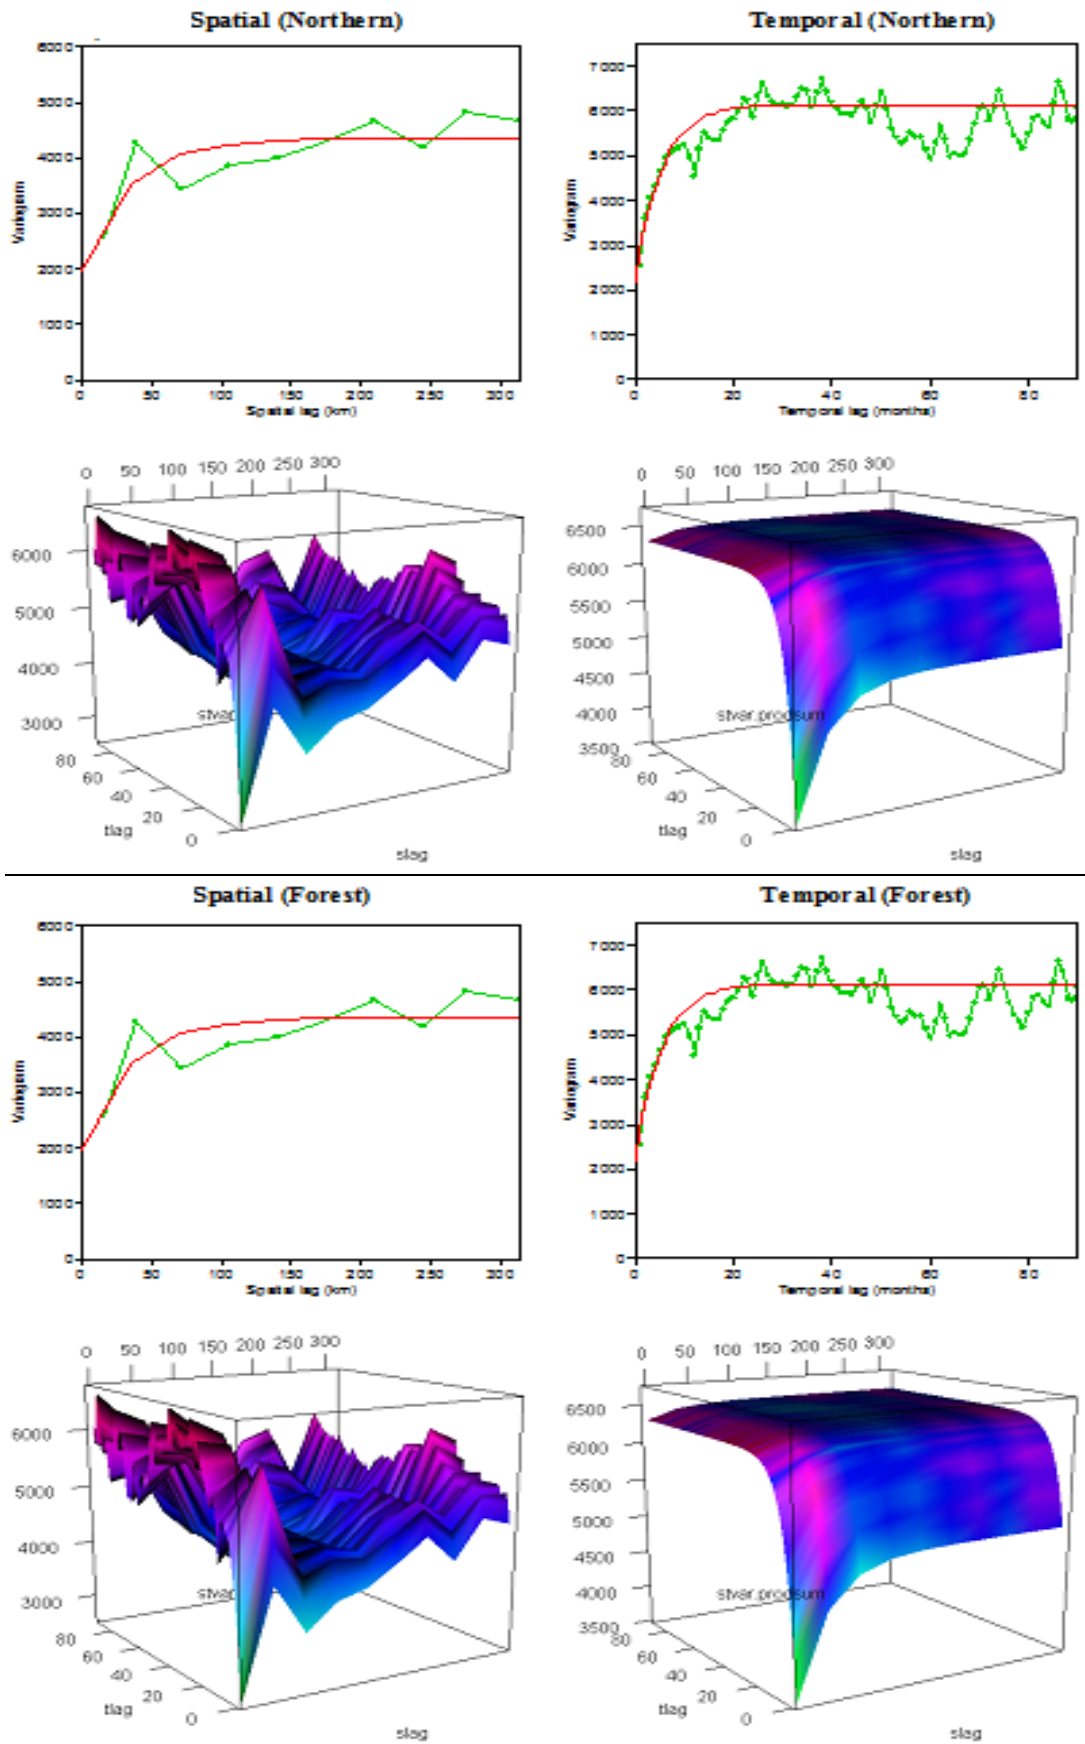 Spatial (Northern)
Temporal (Northern)
6000
5000
4000
3000
2000
1000
0
Variogram
0 50 100 150 200 250 300
Spatial lag (km)
7000
6000
5000
4000
3000
2000
1000
0
Variogram
0 20 40 60 80
Temporal lag (months)
0 50 100 150 200 250 300
6000
5000
4000
3000
80
60
40
20
0
tlag
slag
stvar
0 50 100 150 200 250 300
6500
6000
5500
5000
4500
4000
3500
80
60
40
20
0
tlag
slag
stvar.prodsum
Spatial (Forest)
Temporal (Forest)
6000
5000
4000
3000
2000
1000
0
Variogram
0 50 100 150 200 250 300
Spatial lag (km)
7000
6000
5000
4000
3000
2000
1000
0
Variogram
0 20 40 60 80
Temporal lag (months)
0 50 100 150 200 250 300
6000
5000
4000
3000
80
60
40
20
0
tlag
slag
stvar
0 50 100 150 200 250 300
6500
6000
5500
5000
4500
4000
3500
80
60
40
20
0
tlag
slag
stvar.prodsum